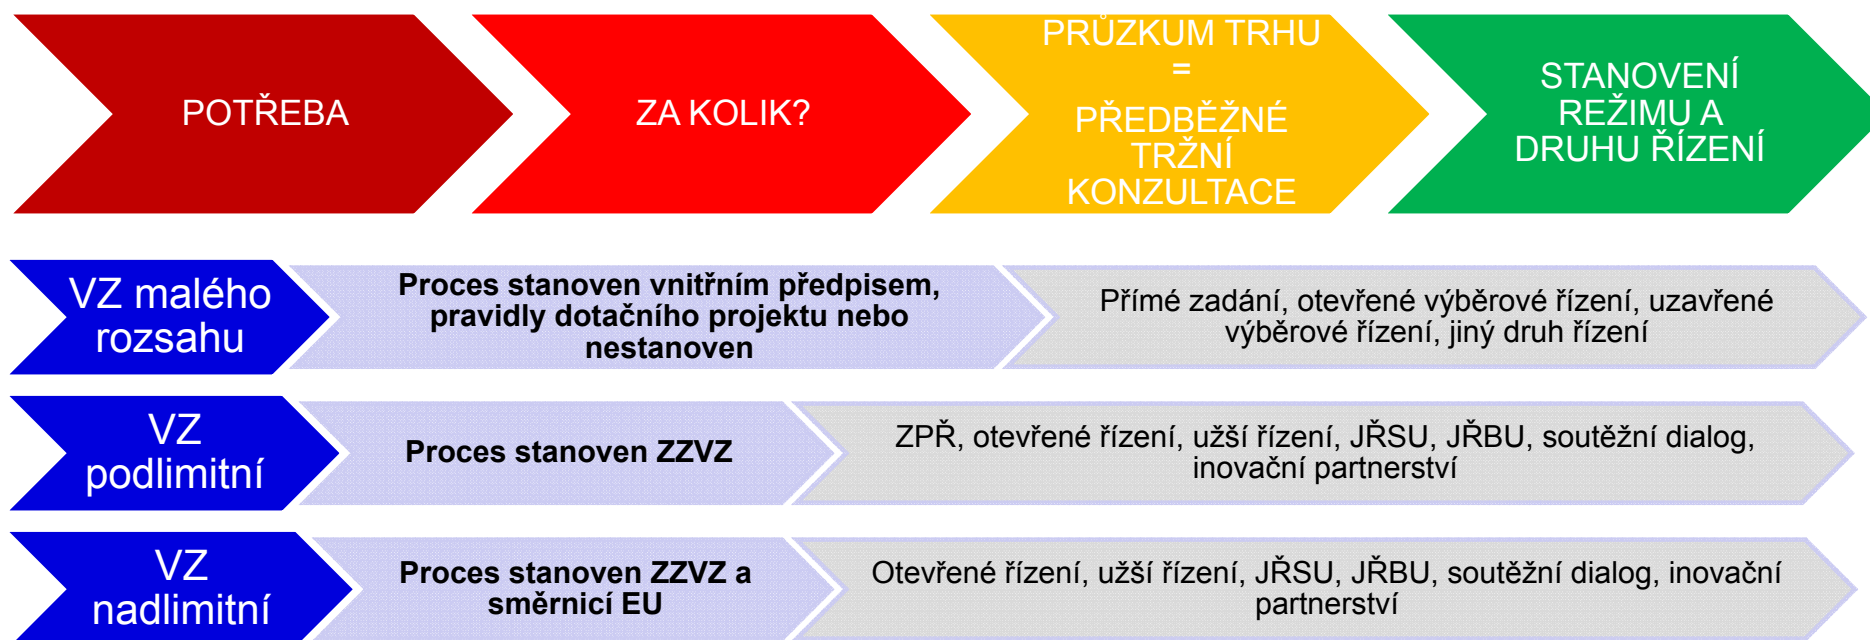 POTŘEBA
ZA KOLIK?
PRŮZKUM TRHU
=
PŘEDBĚŽNÉ
TRŽNÍ
KONZULTACE
STANOVENÍ
REŽIMU A
DRUHU ŘÍZENÍ
VZ malého
rozsahu
Proces stanoven vnitřním předpisem,
pravidly dotačního projektu nebo
nestanoven
Přímé zadání, otevřené výběrové řízení, uzavřené
výběrové řízení, jiný druh řízení
VZ
podlimitní
Proces stanoven ZZVZ
ZPŘ, otevřené řízení, užší řízení, JŘSU, JŘBU, soutěžní dialog,
inovační partnerství
VZ
nadlimitní
Proces stanoven ZZVZ a
směrnicí EU
Otevřené řízení, užší řízení, JŘSU, JŘBU, soutěžní dialog, inovační
partnerství